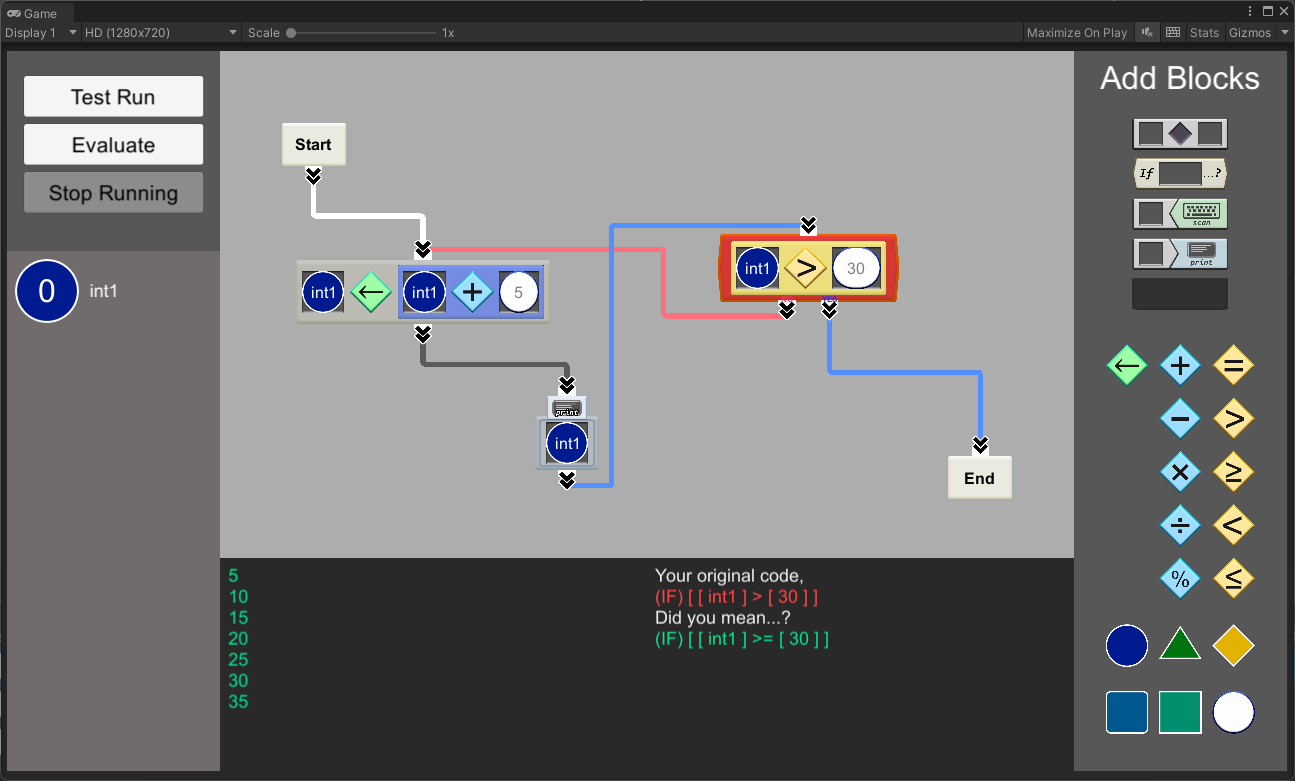 Game
Display 1 HD (1280x720) Scale 1x Maximize On Play Stats Gizmos
Test Run
Evaluate
Stop Running
0 int1
Start
int1 ← int1 + 5
print
int1
int1 > 30
YES
End
Add Blocks
If ...?
scan
print
← + =
− >
× ≥
÷ <
% ≤
5
10
15
20
25
30
35
Your original code,
(IF) [ [ int1 ] > [ 30 ] ]
Did you mean...?
(IF) [ [ int1 ] >= [ 30 ] ]